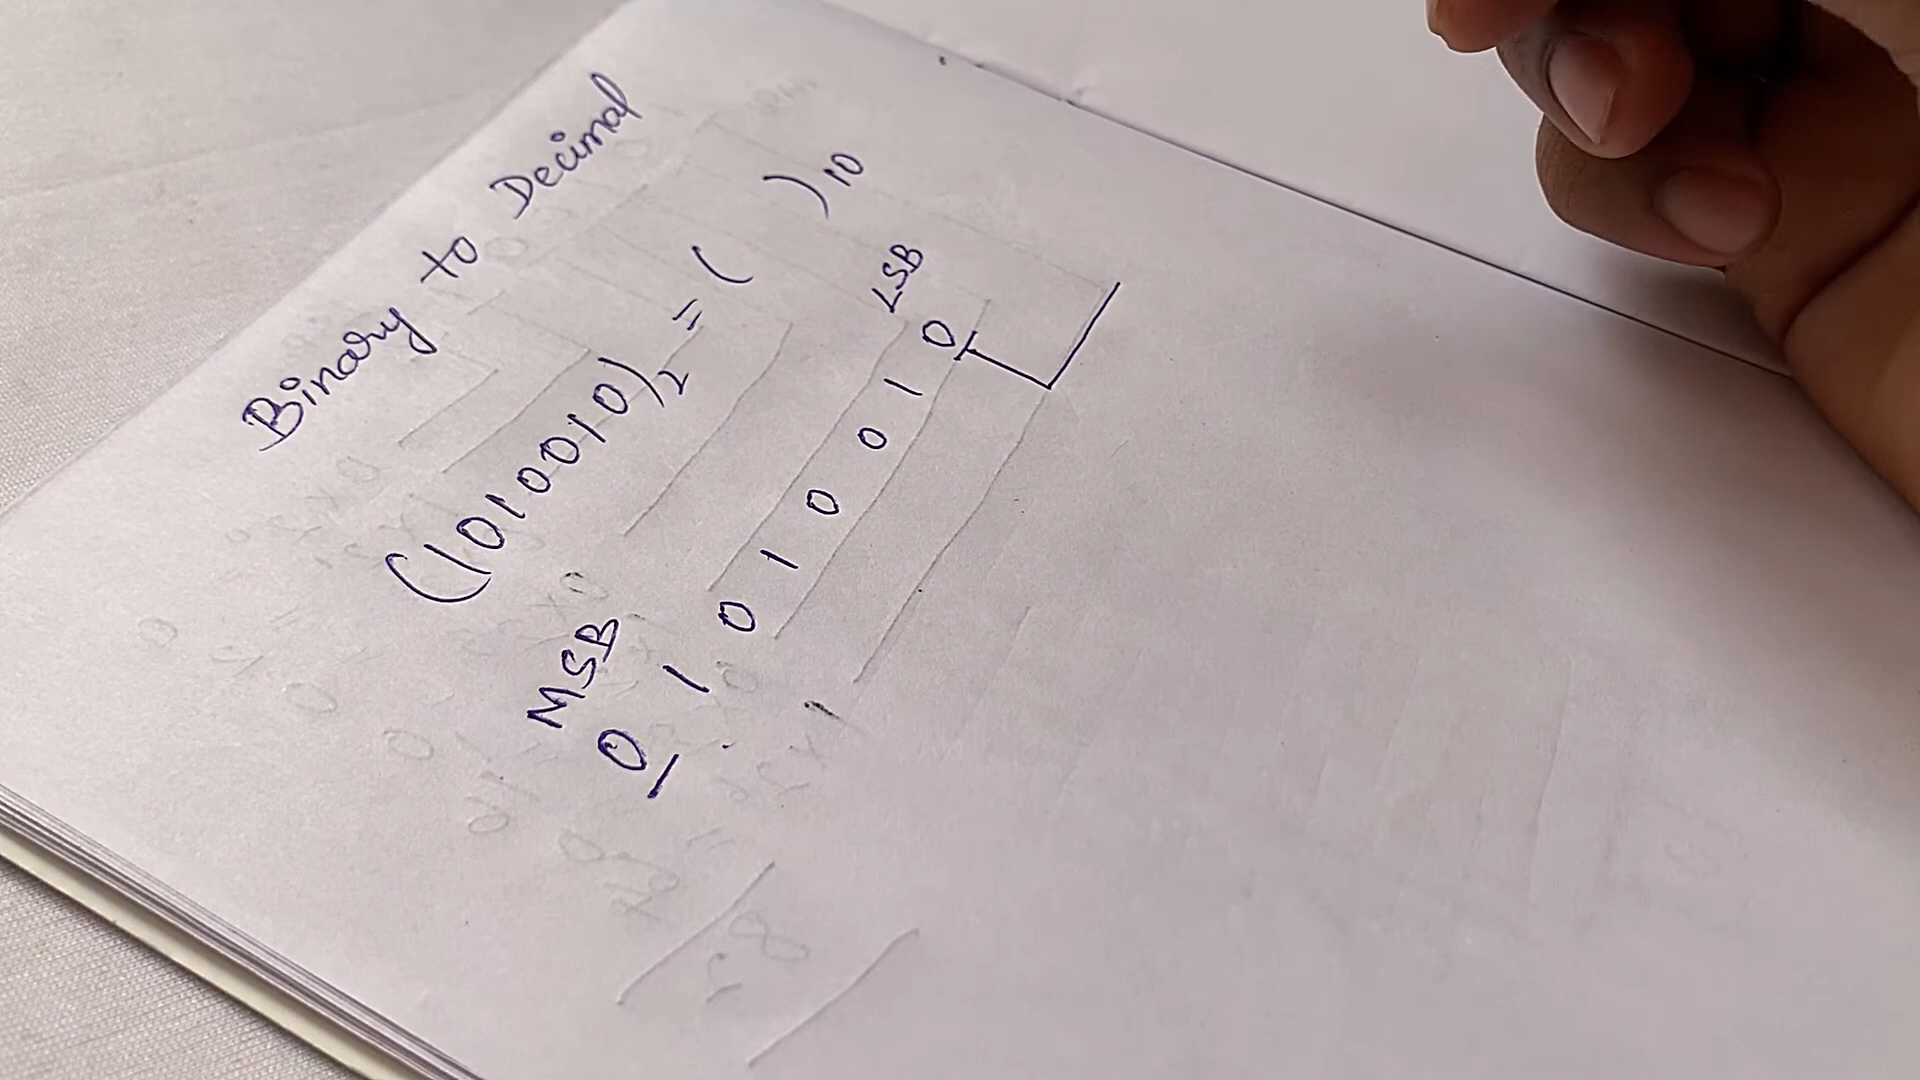 Binary to Decimal
(1010010)₂ = ( )₁₀
MSB LSB
0 1 0 1 0 0 1 0